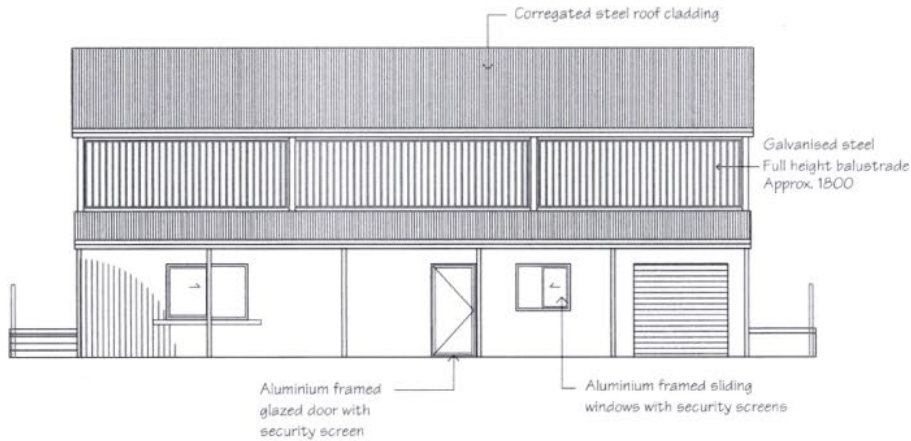 Corregated steel roof cladding
Galvanised steel
Full height balustrade
Approx. 1800
Aluminium framed
glazed door with
security screen
Aluminium framed sliding
windows with security screens